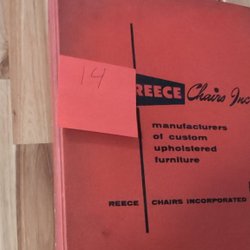 14
REECE Chairs Inc
manufacturers
of custom
upholstered
furniture
REECE CHAIRS INCORPORATED